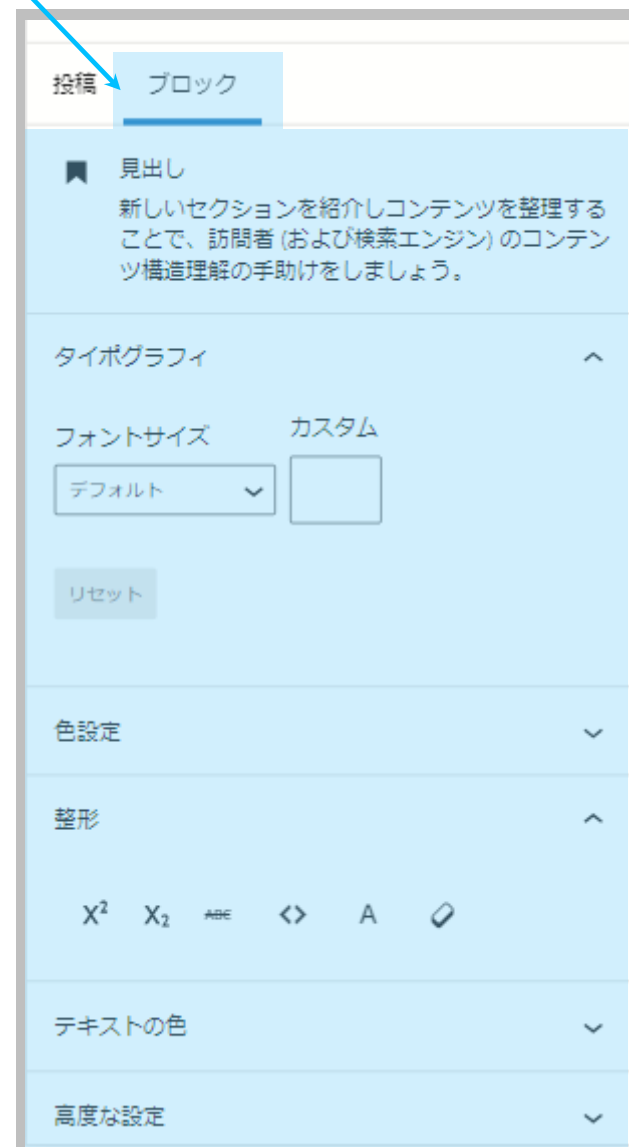 投稿 ブロック
見出し
新しいセクションを紹介しコンテンツを整理する
ことで、訪問者 (および検索エンジン) のコンテン
ツ構造理解の手助けをしましょう。
タイポグラフィ
フォントサイズ カスタム
デフォルト
リセット
色設定
整形
X² X₂ ABC <> A
テキストの色
高度な設定